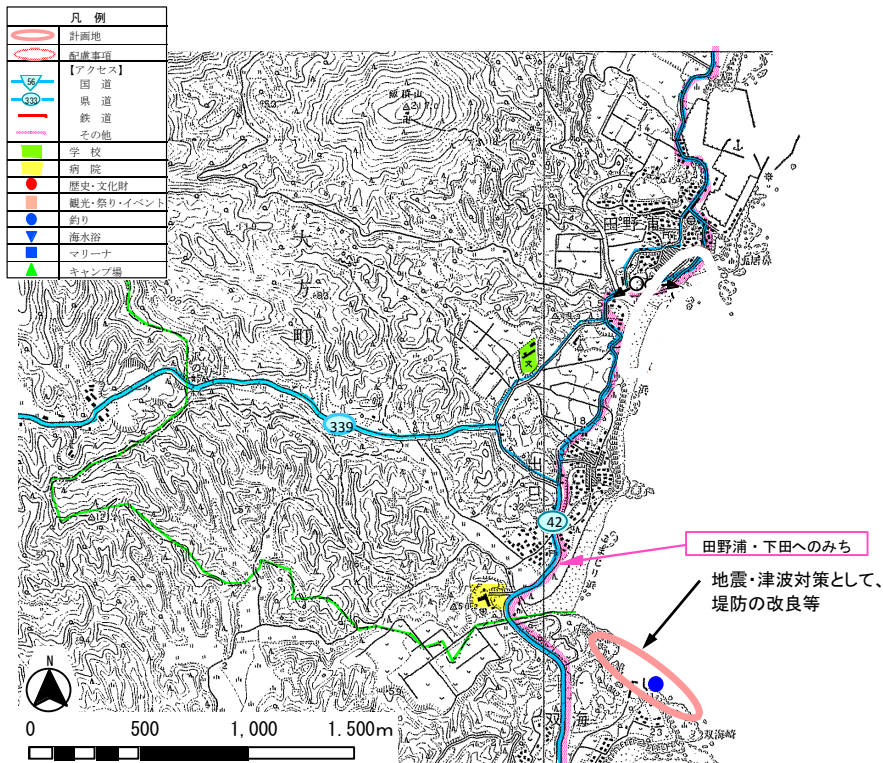 凡 例
計画地
配慮事項
【アクセス】
56
国 道
333
県 道
鉄 道
その他
学 校
病 院
歴史・文化財
観光・祭り・イベント
釣り
海水浴
マリーナ
キャンプ場
田野浦
大方町
339
42
田野浦・下田へのみち
地震・津波対策として、
堤防の改良等
双海
双海崎
23
N
0 500 1,000 1.500m